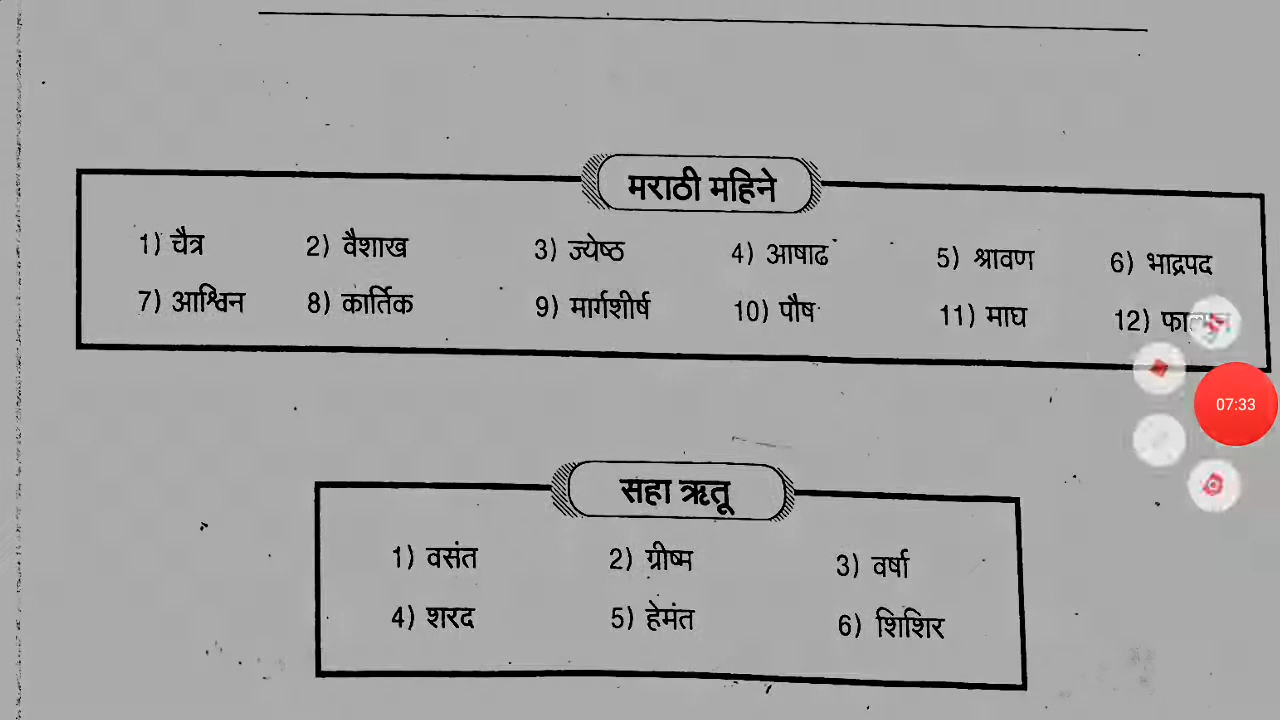 मराठी महिने
1) चैत्र 2) वैशाख 3) ज्येष्ठ 4) आषाढ 5) श्रावण 6) भाद्रपद
7) आश्विन 8) कार्तिक 9) मार्गशीर्ष 10) पौष 11) माघ 12)
07:33
सहा ऋतू
1) वसंत 2) ग्रीष्म 3) वर्षा
4) शरद 5) हेमंत 6) शिशिर